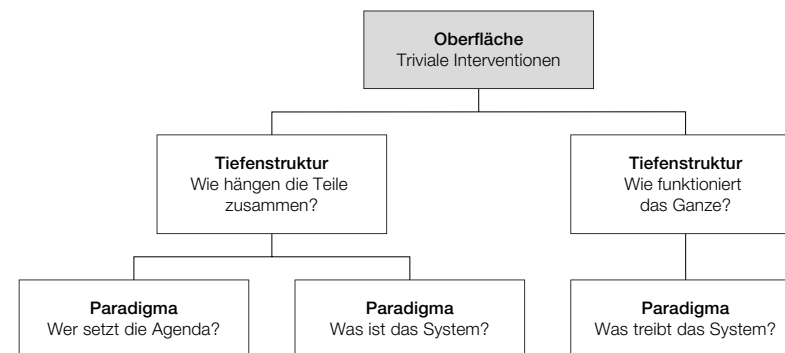 Oberfläche
Triviale Interventionen
Tiefenstruktur
Wie hängen die Teile
zusammen?
Tiefenstruktur
Wie funktioniert
das Ganze?
Paradigma
Wer setzt die Agenda?
Paradigma
Was ist das System?
Paradigma
Was treibt das System?